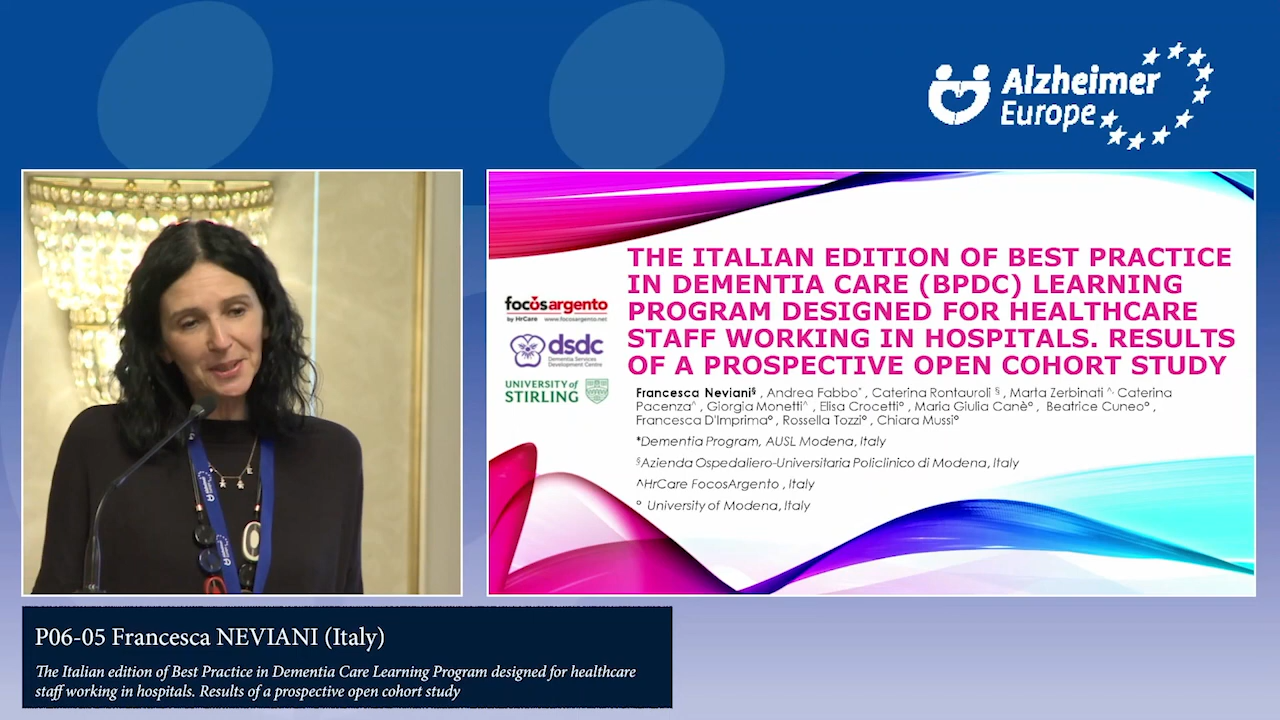 Alzheimer
Europe
THE ITALIAN EDITION OF BEST PRACTICE
IN DEMENTIA CARE (BPDC) LEARNING
PROGRAM DESIGNED FOR HEALTHCARE
STAFF WORKING IN HOSPITALS. RESULTS
OF A PROSPECTIVE OPEN COHORT STUDY
focosargento
by HrCare www.focosargento.net
dsdc
Dementia Services
Development Centre
UNIVERSITY of
STIRLING
Francesca Neviani§ , Andrea Fabbo* , Caterina Rontauroli § , Marta Zerbinati ^, Caterina
Pacenza^ , Giorgia Monetti^ , Elisa Crocetti° , Maria Giulia Canè° , Beatrice Cuneo° ,
Francesca D'Imprima° , Rossella Tozzi° , Chiara Mussi°
*Dementia Program, AUSL Modena, Italy
§Azienda Ospedaliero-Universitaria Policlinico di Modena, Italy
^HrCare FocosArgento , Italy
° University of Modena, Italy
P06-05 Francesca NEVIANI (Italy)
The Italian edition of Best Practice in Dementia Care Learning Program designed for healthcare
staff working in hospitals. Results of a prospective open cohort study